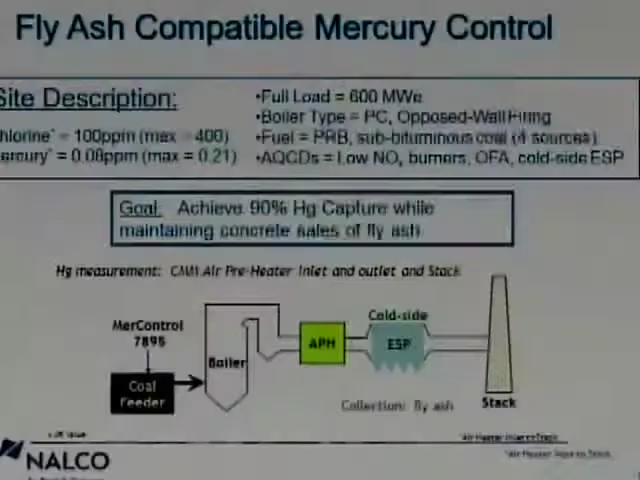 Fly Ash Compatible Mercury Control
Site Description:
hlorine* = 100ppm (max = 400)
ercury* = 0.08ppm (max = 0.21)
•Full Load = 600 MWe
•Boiler Type = PC, Opposed-Wall Firing
•Fuel = PRB, sub-bituminous coal (4 sources)
•AQCDs = Low NO, burners, OFA, cold-side ESP
Goal: Achieve 90% Hg Capture while
maintaining concrete sales of fly ash
Hg measurement: CMM Air Pre-Heater Inlet and outlet and Stack
MerControl
7895
Coal
Feeder
Boiler
APH
Cold-side
ESP
Collection: fly ash
Stack
NALCO